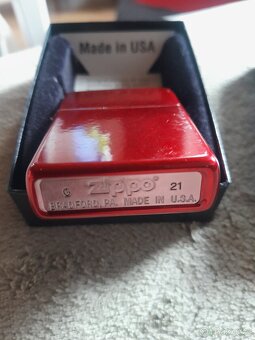 Made in USA
G Zippo 21
BRADFORD, PA. MADE IN U.S.A.